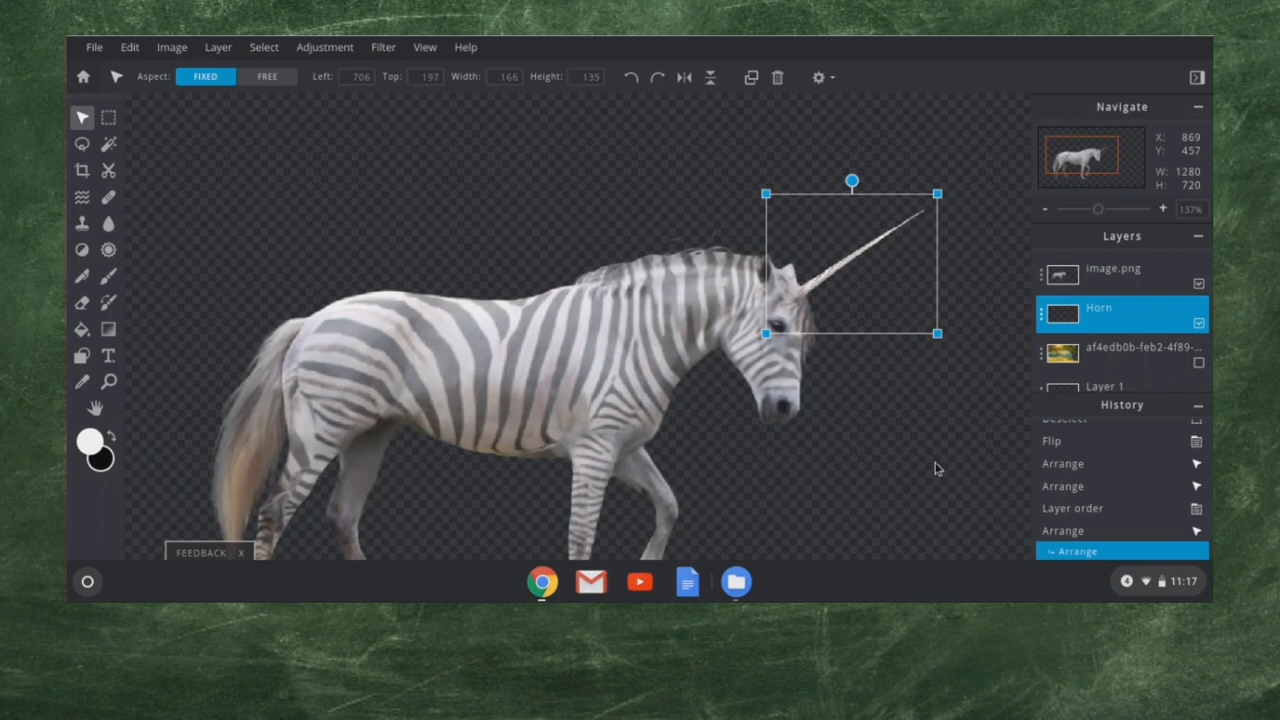 File Edit Image Layer Select Adjustment Filter View Help
Aspect: FIXED FREE Left: 706 Top: 197 Width: 166 Height: 135
Navigate
X: 869
Y: 457
W: 1280
H: 720
- + 137%
Layers
image.png
Horn
af4edb0b-feb2-4f89-...
Layer 1
History
Deselect
Flip
Arrange
Arrange
Layer order
Arrange
Arrange
T
FEEDBACK X
4 11:17